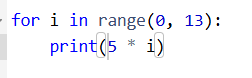 for i in range(0, 13):
    print(5 * i)